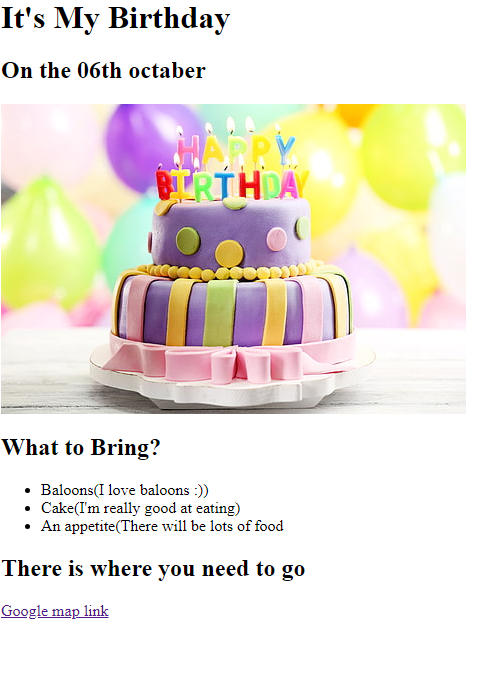 It's My Birthday
On the 06th octaber
HAPPY
BIRTHDAY
What to Bring?
Baloons(I love baloons :))
Cake(I'm really good at eating)
An appetite(There will be lots of food
There is where you need to go
Google map link